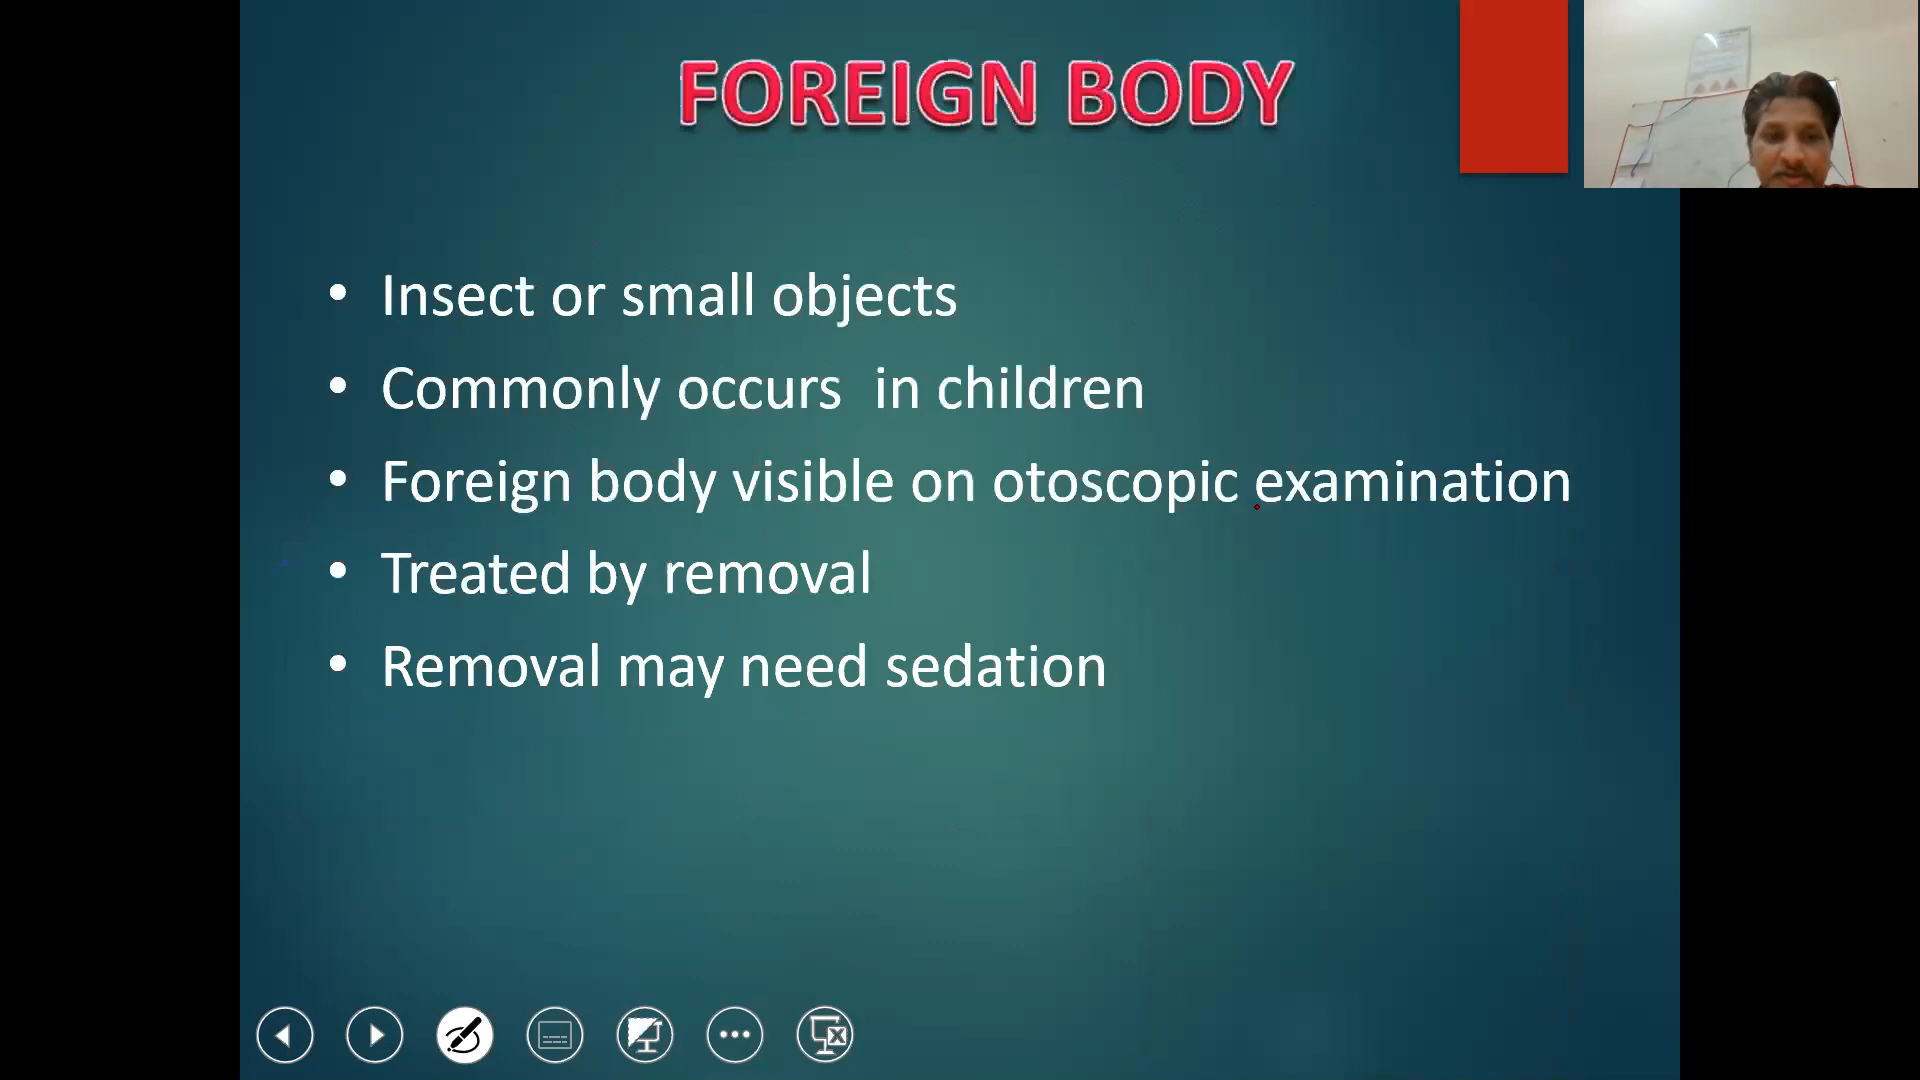 FOREIGN BODY
• Insect or small objects
• Commonly occurs  in children
• Foreign body visible on otoscopic examination
• Treated by removal
• Removal may need sedation